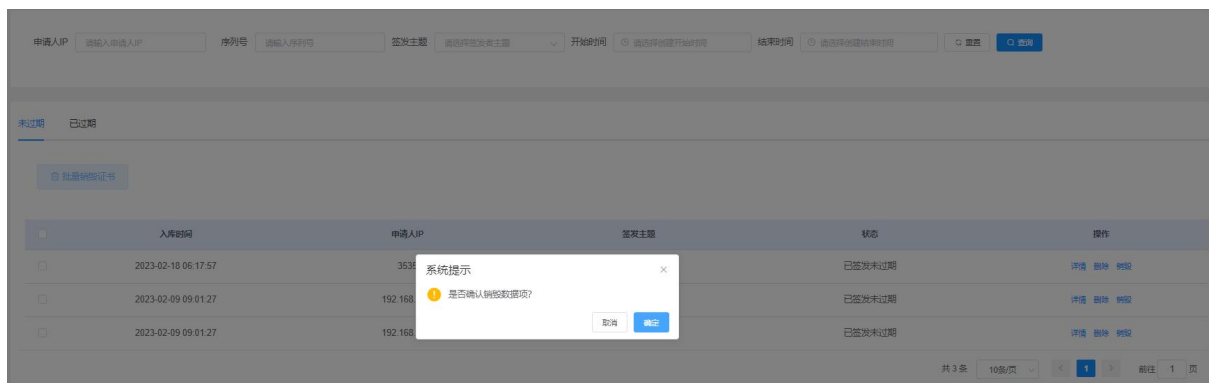 申请人IP 请输入申请人IP 序列号 请输入序列号 签发主题 请选择签发者主题 开始时间 请选择创建开始时间 结束时间 请选择创建结束时间 重置 查询
未过期 已过期
批量销毁证书
入库时间 申请人IP 签发主题 状态 操作
2023-02-18 06:17:57 3535 已签发未过期 详情 删除 销毁
系统提示
是否确认销毁数据项?
取消 确定
2023-02-09 09:01:27 192.168. 已签发未过期 详情 删除 销毁
2023-02-09 09:01:27 192.168 已签发未过期 详情 删除 销毁
共 3 条 10条/页 1 前往 1 页